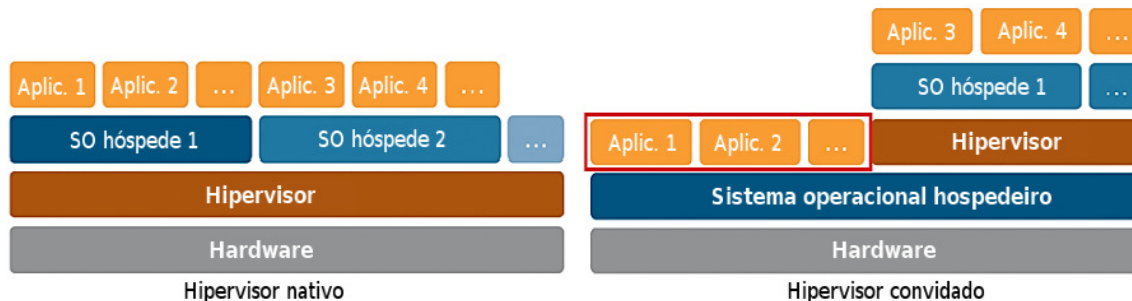 Aplic. 3 Aplic. 4 ...
Aplic. 1 Aplic. 2 ... Aplic. 3 Aplic. 4 ...
SO hóspede 1 ...
SO hóspede 1 SO hóspede 2 ...
Aplic. 1 Aplic. 2 ... Hipervisor
Hipervisor
Sistema operacional hospedeiro
Hardware
Hardware
Hipervisor nativo
Hipervisor convidado